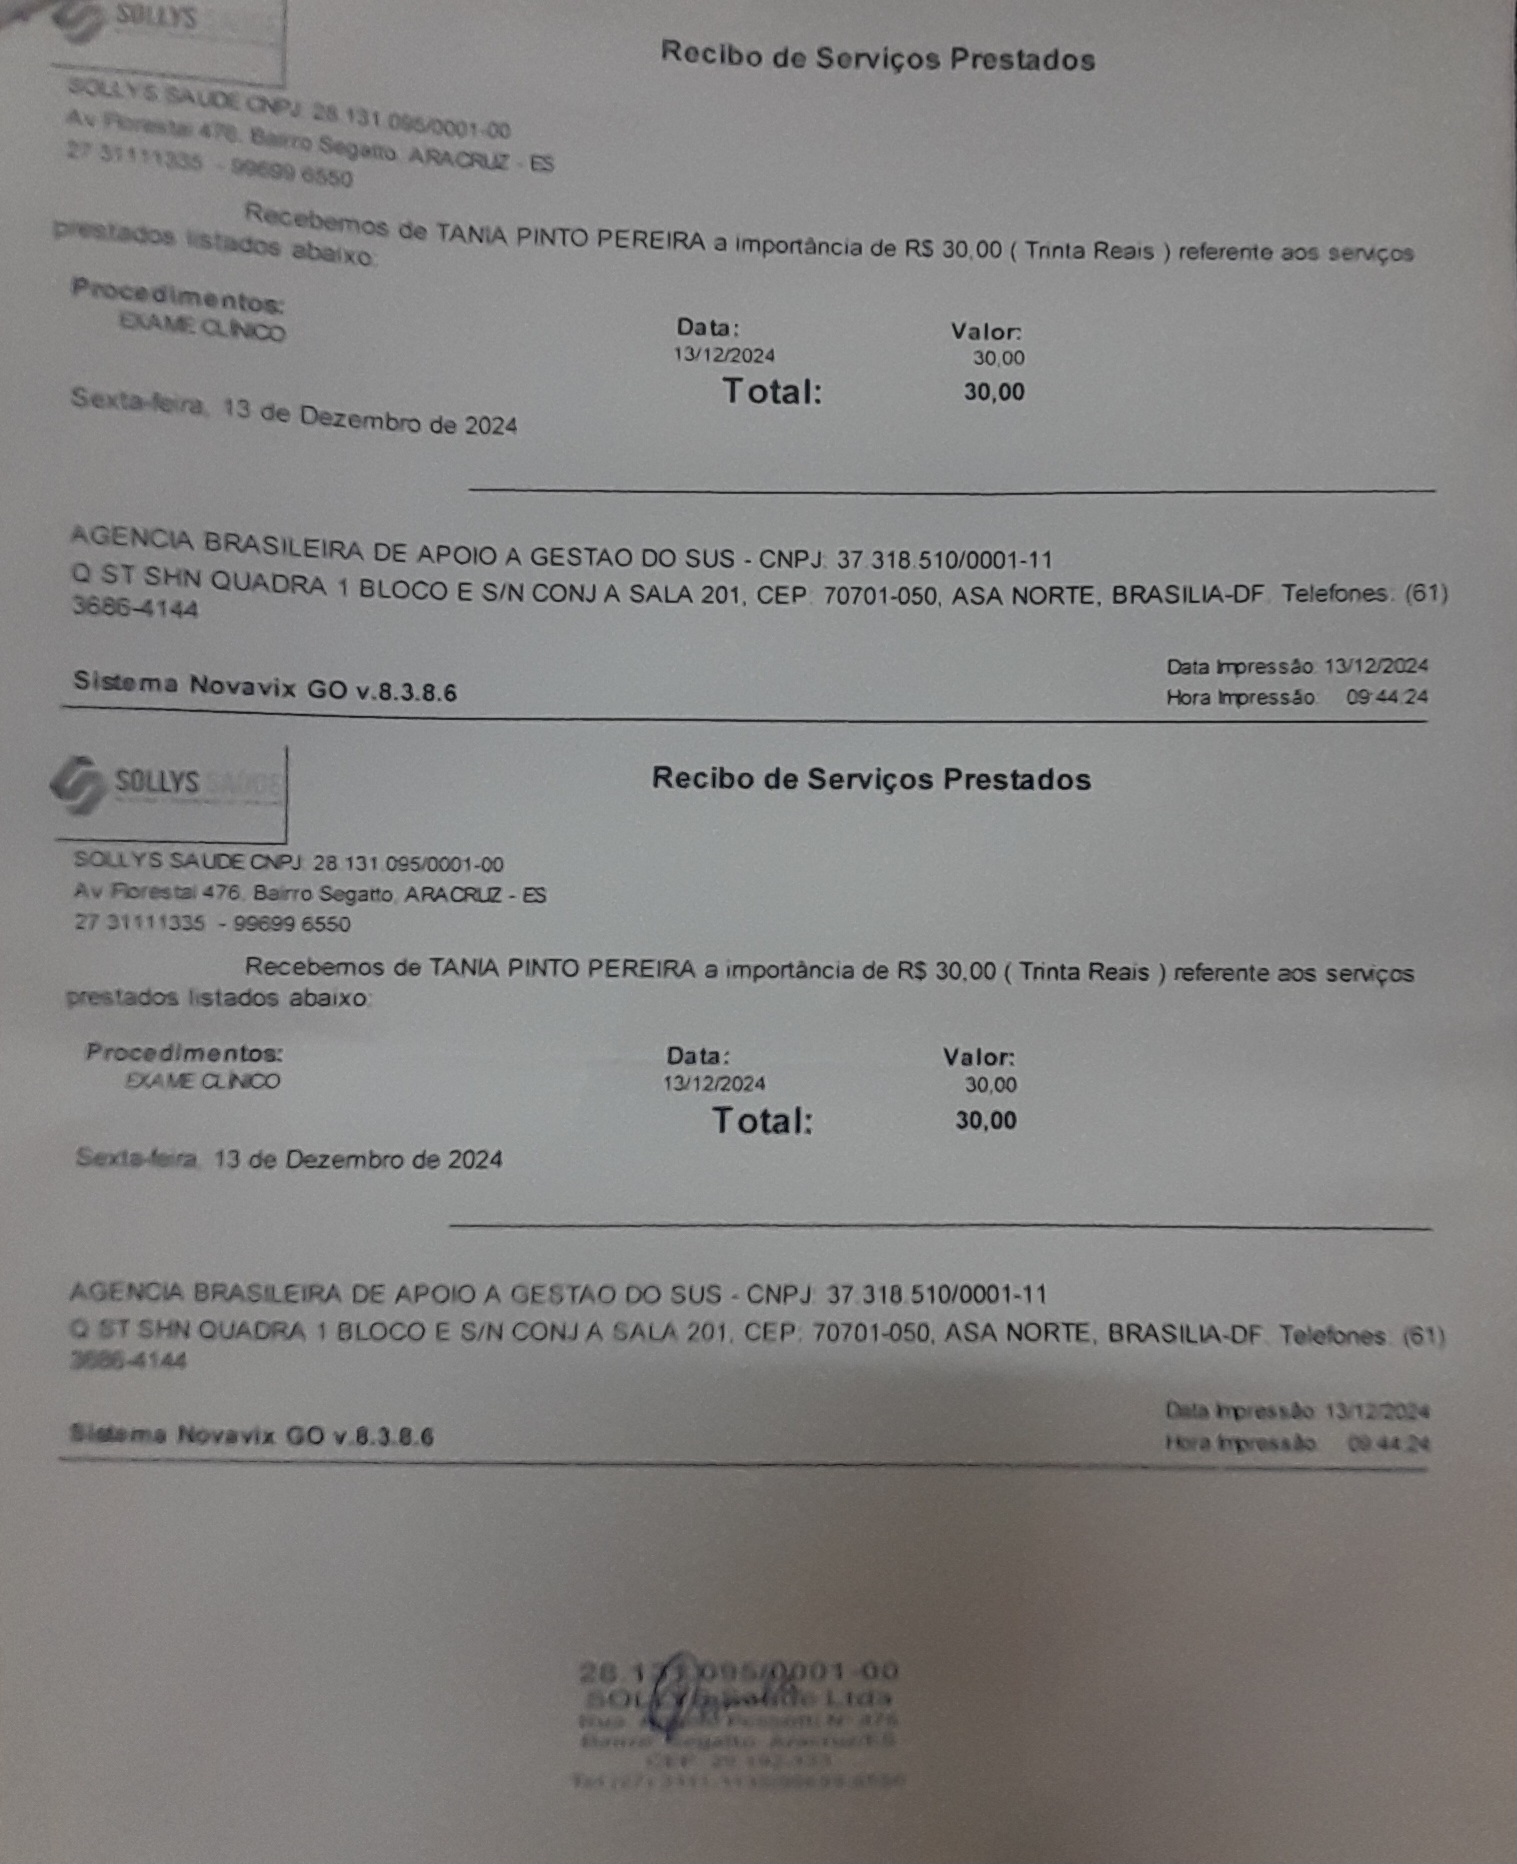 SOLLYS
Recibo de Serviços Prestados
SOLLYS SAUDE CNPJ: 28.131.095/0001-00
Av Florestal 476, Bairro Segatto, ARACRUZ - ES
27 31111335 - 99699 6550
Recebemos de TANIA PINTO PEREIRA a importância de R$ 30,00 ( Trinta Reais ) referente aos serviços
prestados listados abaixo:
Procedimentos: Data: Valor:
EXAME CLÍNICO 13/12/2024 30,00
Total: 30,00
Sexta-feira, 13 de Dezembro de 2024
AGENCIA BRASILEIRA DE APOIO A GESTAO DO SUS - CNPJ: 37.318.510/0001-11
Q ST SHN QUADRA 1 BLOCO E S/N CONJ A SALA 201, CEP: 70701-050, ASA NORTE, BRASILIA-DF. Telefones: (61)
3686-4144
Data Impressão: 13/12/2024
Sistema Novavix GO v.8.3.8.6
Hora Impressão: 09:44:24
SOLLYS SAÚDE
Recibo de Serviços Prestados
SOLLYS SAUDE CNPJ: 28.131.095/0001-00
Av Florestal 476, Bairro Segatto, ARACRUZ - ES
27 31111335 - 99699 6550
Recebemos de TANIA PINTO PEREIRA a importância de R$ 30,00 ( Trinta Reais ) referente aos serviços
prestados listados abaixo:
Procedimentos: Data: Valor:
EXAME CLÍNICO 13/12/2024 30,00
Total: 30,00
Sexta-feira, 13 de Dezembro de 2024
AGENCIA BRASILEIRA DE APOIO A GESTAO DO SUS - CNPJ: 37.318.510/0001-11
Q ST SHN QUADRA 1 BLOCO E S/N CONJ A SALA 201, CEP: 70701-050, ASA NORTE, BRASILIA-DF. Telefones: (61)
3686-4144
Data Impressão: 13/12/2024
Sistema Novavix GO v.8.3.8.6
Hora Impressão: 09:44:24
28.131.095/0001-00
Ltda
Nº 476
Bairro Segatto Aracruz/ES
CEP